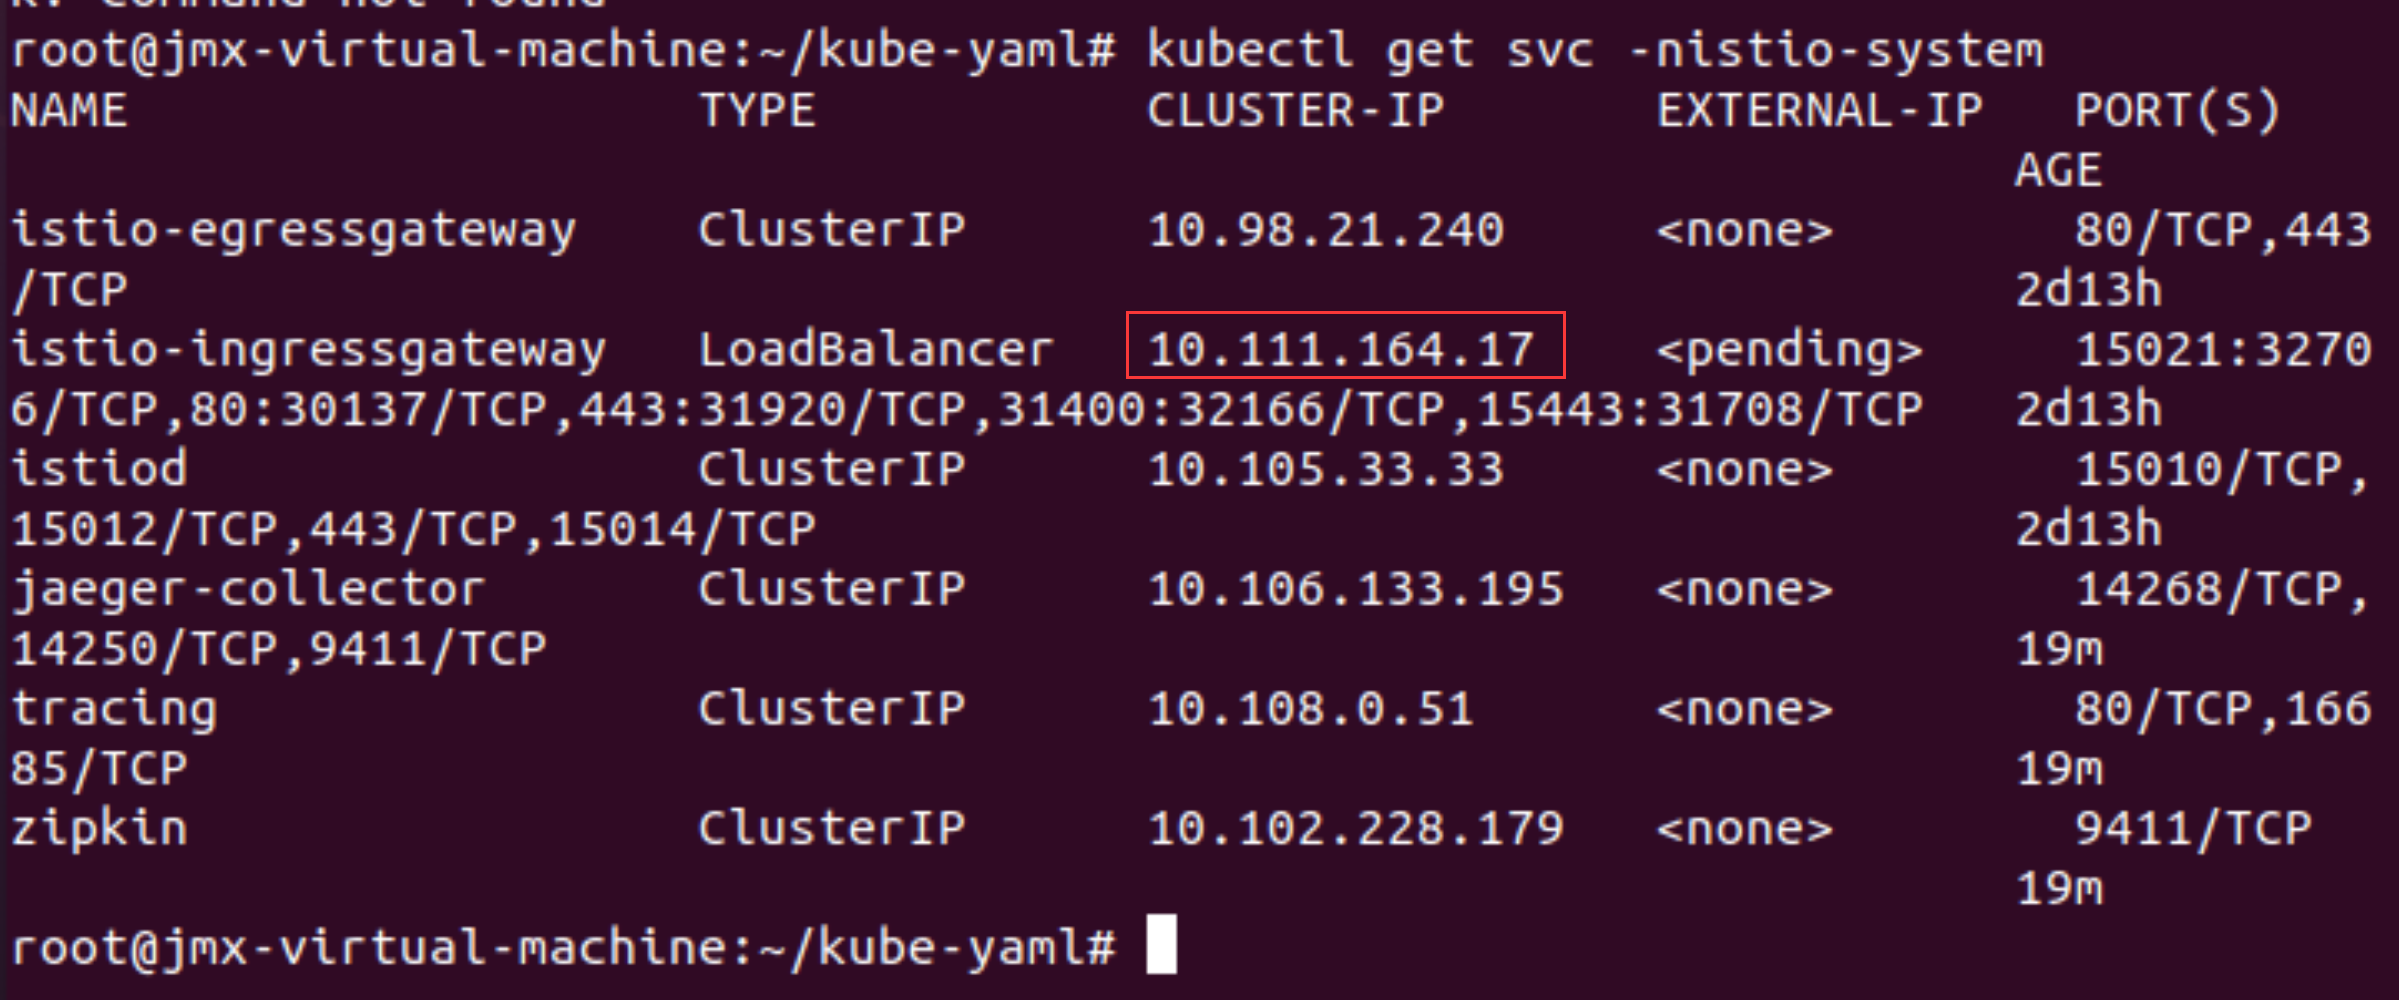 root@jmx-virtual-machine:~/kube-yaml# kubectl get svc -nistio-system
NAME TYPE CLUSTER-IP EXTERNAL-IP PORT(S)
AGE
istio-egressgateway ClusterIP 10.98.21.240 <none> 80/TCP,443
/TCP 2d13h
istio-ingressgateway LoadBalancer 10.111.164.17 <pending> 15021:3270
6/TCP,80:30137/TCP,443:31920/TCP,31400:32166/TCP,15443:31708/TCP 2d13h
istiod ClusterIP 10.105.33.33 <none> 15010/TCP,
15012/TCP,443/TCP,15014/TCP 2d13h
jaeger-collector ClusterIP 10.106.133.195 <none> 14268/TCP,
14250/TCP,9411/TCP 19m
tracing ClusterIP 10.108.0.51 <none> 80/TCP,166
85/TCP 19m
zipkin ClusterIP 10.102.228.179 <none> 9411/TCP
19m
root@jmx-virtual-machine:~/kube-yaml#